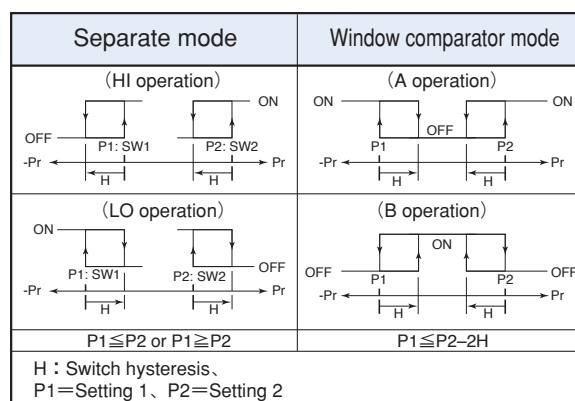 Separate mode
Window comparator mode
(HI operation)
OFF
ON
P1: SW1
P2: SW2
-Pr
Pr
H
H
(A operation)
ON
ON
OFF
P1
P2
-Pr
Pr
H
H
(LO operation)
ON
OFF
P1: SW1
P2: SW2
-Pr
Pr
H
H
(B operation)
ON
OFF
OFF
P1
P2
-Pr
Pr
H
H
P1≦P2 or P1≧P2
P1≦P2–2H
H：Switch hysteresis、
P1＝Setting 1、P2＝Setting 2